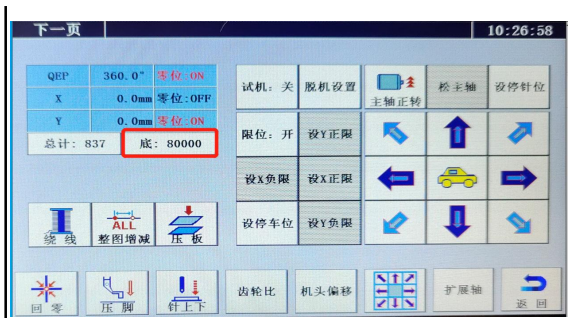 下一页 10:26:58
QEP 360.0° 零位:ON
X 0.0mm 零位:OFF
Y 0.0mm 零位:ON
总计: 837 底: 80000
试机: 关 脱机设置 主轴正转 松主轴 设停针位
限位: 开 设Y正限
设X负限 设X正限
设停车位 设Y负限
绕线 ALL 整图增减 压板
回零 压脚 针上下 齿轮比 机头偏移 扩展轴 返回